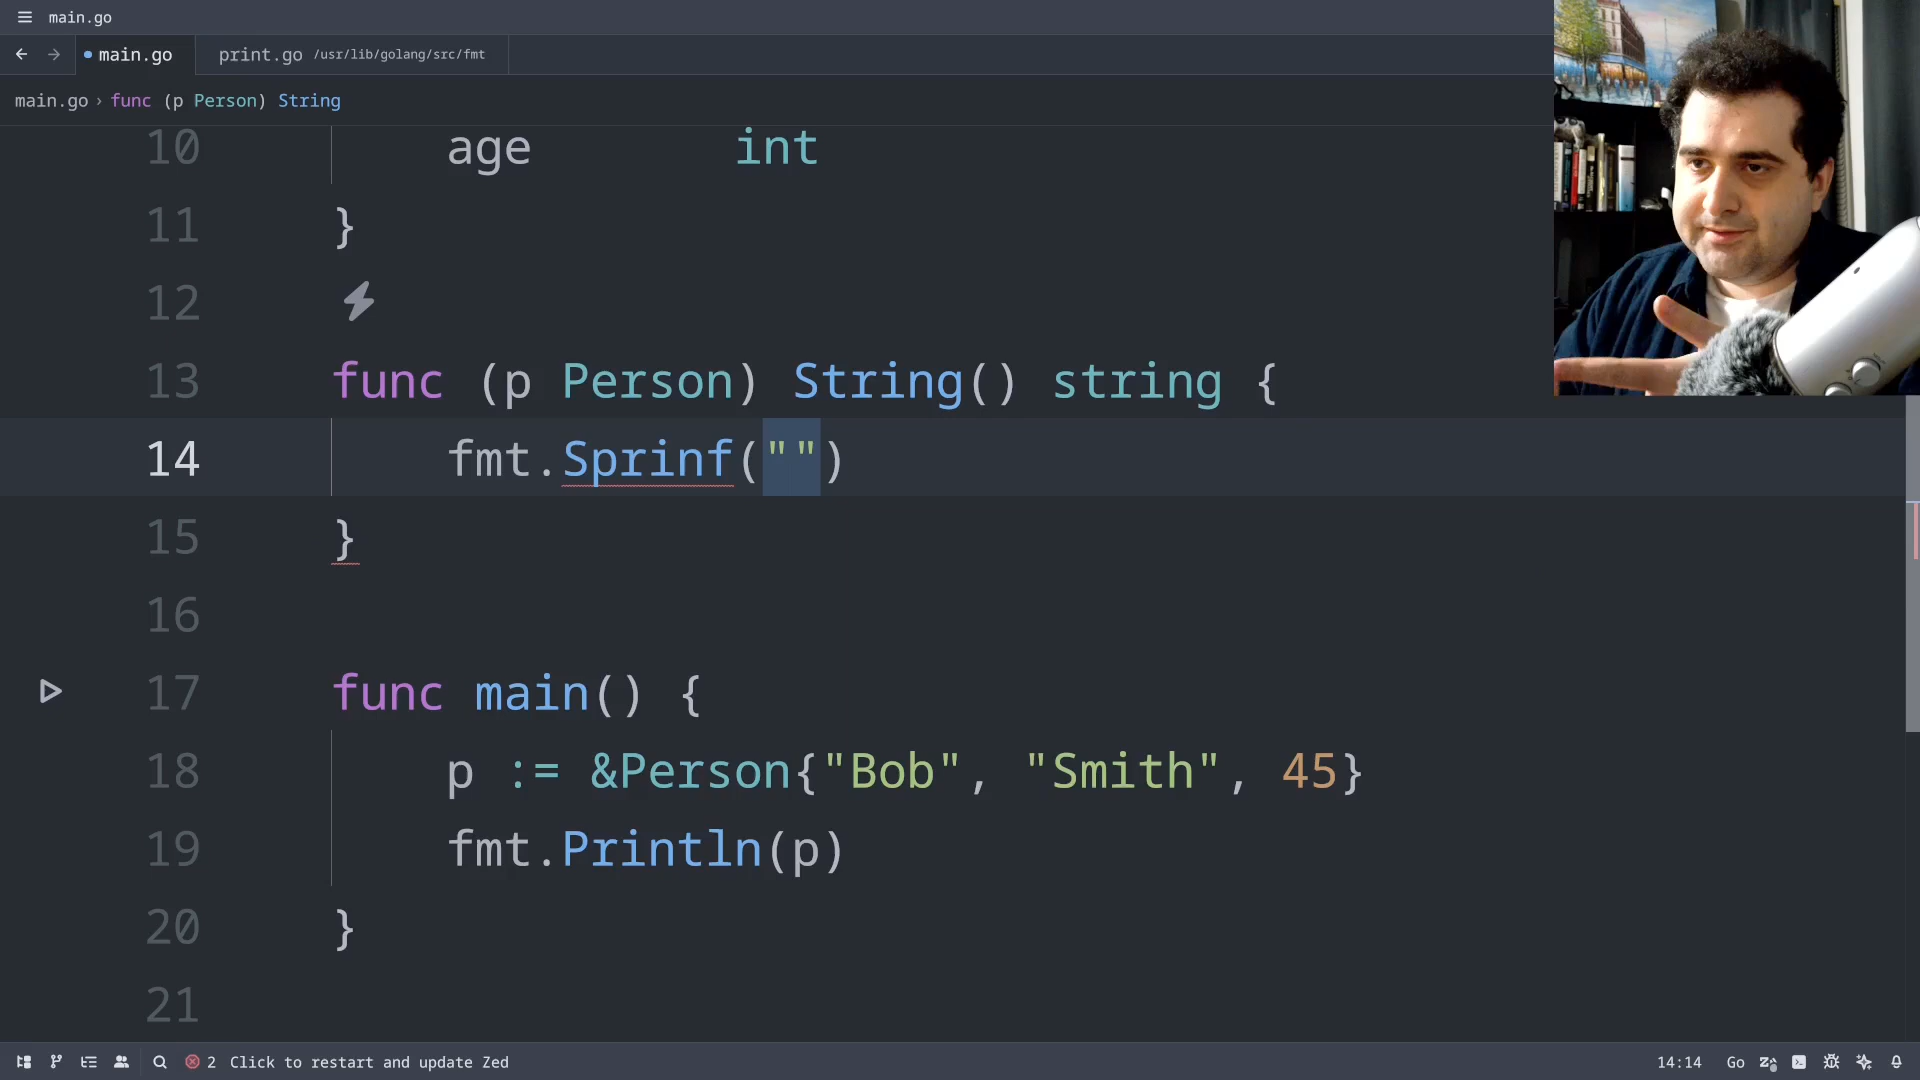 main.go
main.go print.go /usr/lib/golang/src/fmt
main.go › func (p Person) String
10 age int
11 }
12
13 func (p Person) String() string {
14 fmt.Sprinf("")
15 }
16
17 func main() {
18 p := &Person{"Bob", "Smith", 45}
19 fmt.Println(p)
20 }
21
2 Click to restart and update Zed 14:14 Go